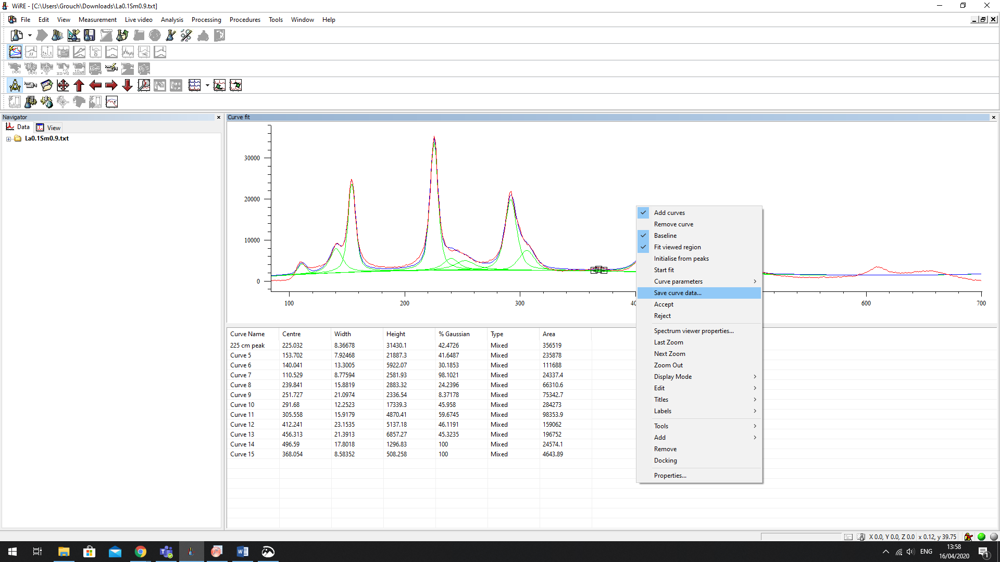 WiRE - [C:\Users\Grouch\Downloads\La0.1Sm0.9.txt]
File Edit View Measurement Live video Analysis Processing Procedures Tools Window Help
Navigator
Data View
La0.1Sm0.9.txt
Curve fit
30000
20000
10000
0
100 200 300 40 600 700
Add curves
Remove curve
Baseline
Fit viewed region
Initialise from peaks
Start fit
Curve parameters
Save curve data...
Accept
Reject
Spectrum viewer properties...
Last Zoom
Next Zoom
Zoom Out
Display Mode
Edit
Titles
Labels
Tools
Add
Remove
Docking
Properties...
Curve Name Centre Width Height % Gaussian Type Area
225 cm peak 225.032 8.36678 31430.1 42.4726 Mixed 356519
Curve 5 153.702 7.92468 21887.3 41.6487 Mixed 235878
Curve 6 140.041 13.3005 5922.07 30.1853 Mixed 111688
Curve 7 110.529 8.77594 2581.93 98.1021 Mixed 24337.4
Curve 8 239.841 15.8819 2883.32 24.2396 Mixed 66310.6
Curve 9 251.727 21.0974 2336.54 8.37178 Mixed 75342.7
Curve 10 291.68 12.2523 17339.3 45.958 Mixed 284273
Curve 11 305.558 15.9179 4870.41 59.6745 Mixed 98353.9
Curve 12 412.241 23.1535 5137.18 46.1191 Mixed 159062
Curve 13 456.313 21.3913 6857.27 45.3235 Mixed 196752
Curve 14 496.59 17.8018 1296.83 100 Mixed 24574.1
Curve 15 368.054 8.58352 508.258 100 Mixed 4643.89
X 0.0, Y 0.0, Z 0.0 x 0.12, y 39.75
ENG
13:58
16/04/2020
1